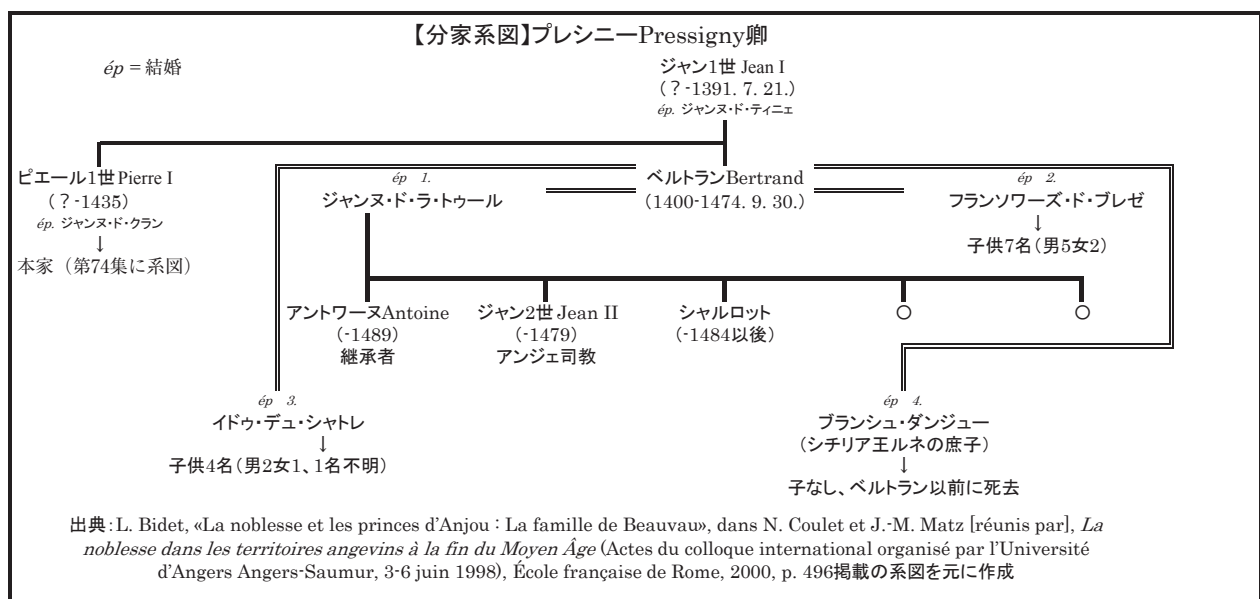 【分家系図】プレシニーPressigny卿
ép = 結婚
ジャン1世 Jean I
(？-1391. 7. 21.)
ép. ジャンヌ・ド・ティニェ
ピエール1世 Pierre I
(？-1435)
ép. ジャンヌ・ド・クラン
↓
本家（第74集に系図）
ép 1.
ジャンヌ・ド・ラ・トゥール
ベルトランBertrand
(1400-1474. 9. 30.)
ép 2.
フランソワーズ・ド・ブレゼ
↓
子供7名（男5女2）
アントワーヌAntoine
(-1489)
継承者
ジャン2世 Jean II
(-1479)
アンジェ司教
シャルロット
(-1484以後)
○
○
ép 3.
イドゥ・デュ・シャトレ
↓
子供4名（男2女1、1名不明）
ép 4.
ブランシュ・ダンジュー
（シチリア王ルネの庶子）
↓
子なし、ベルトラン以前に死去
出典：L. Bidet, «La noblesse et les princes d'Anjou : La famille de Beauvau», dans N. Coulet et J.-M. Matz [réunis par], La
noblesse dans les territoires angevins à la fin du Moyen Âge (Actes du colloque international organisé par l'Université
d'Angers Angers-Saumur, 3-6 juin 1998), École française de Rome, 2000, p. 496掲載の系図を元に作成